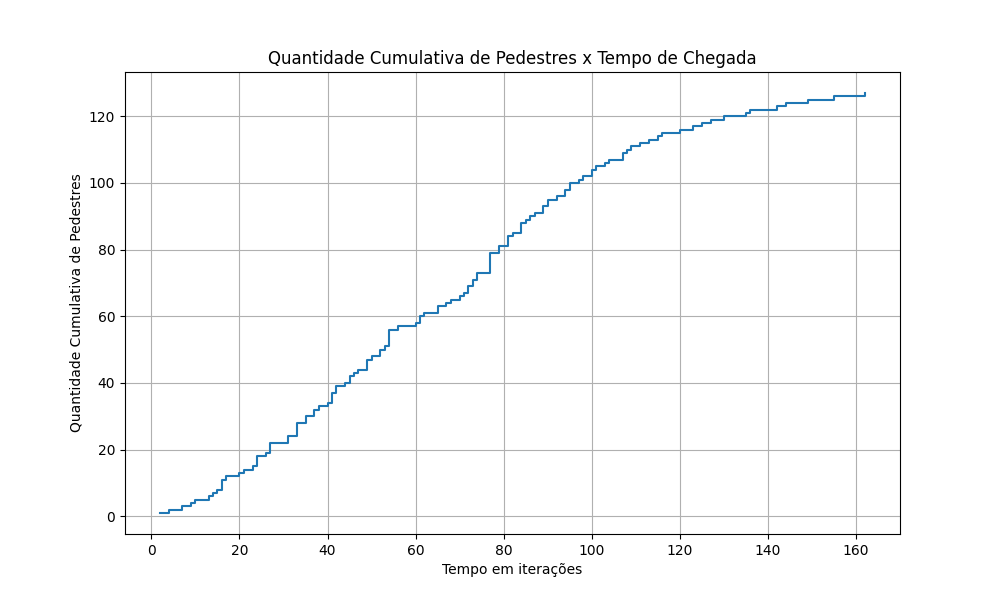 Quantidade Cumulativa de Pedestres x Tempo de Chegada
Quantidade Cumulativa de Pedestres
120
100
80
60
40
20
0
0 20 40 60 80 100 120 140 160
Tempo em iterações